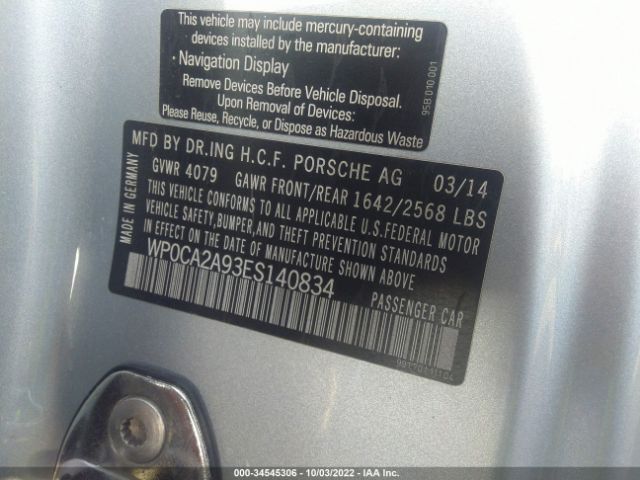 This vehicle may include mercury-containing
devices installed by the manufacturer:
· Navigation Display
Remove Devices Before Vehicle Disposal.
Upon Removal of Devices:
Please Reuse, Recycle, or Dispose as Hazardous Waste
95B 010 001
MFD BY DR.ING H.C.F. PORSCHE AG 03/14
GVWR 4079 GAWR FRONT/REAR 1642/2568 LBS
THIS VEHICLE CONFORMS TO ALL APPLICABLE U.S.FEDERAL MOTOR
VEHICLE SAFETY,BUMPER,AND THEFT PREVENTION STANDARDS
IN EFFECT ON THE DATE OF MANUFACTURE SHOWN ABOVE
WP0CA2A93ES140834
PASSENGER CAR
MADE IN GERMANY
000-34545306 - 10/03/2022 - IAA Inc.